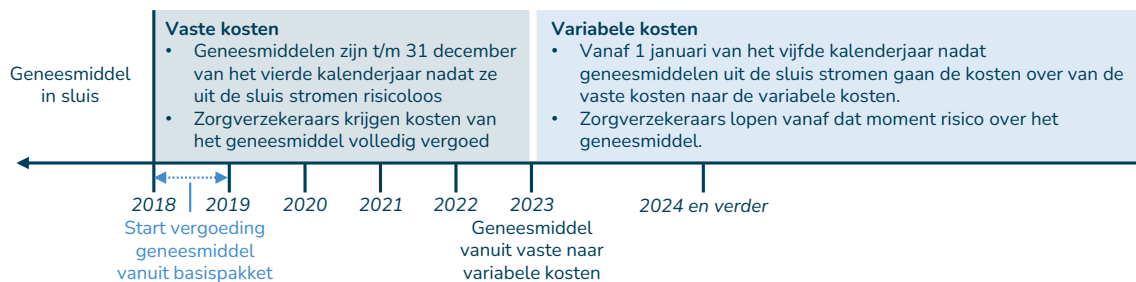 Geneesmiddel
in sluis
Vaste kosten
• Geneesmiddelen zijn t/m 31 december
van het vierde kalenderjaar nadat ze
uit de sluis stromen risicoloos
• Zorgverzekeraars krijgen kosten van
het geneesmiddel volledig vergoed
Variabele kosten
• Vanaf 1 januari van het vijfde kalenderjaar nadat
geneesmiddelen uit de sluis stromen gaan de kosten over van de
vaste kosten naar de variabele kosten.
• Zorgverzekeraars lopen vanaf dat moment risico over het
geneesmiddel.
2018 2019 2020 2021 2022 2023 2024 en verder
Start vergoeding
geneesmiddel
vanuit basispakket
Geneesmiddel
vanuit vaste naar
variabele kosten